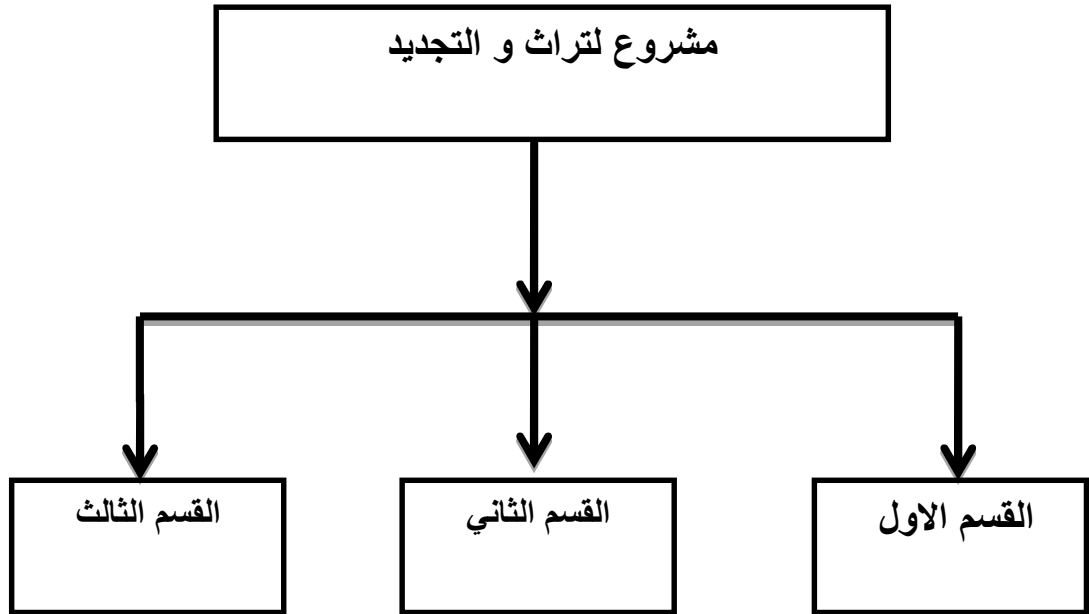 مشروع لتراث و التجديد
القسم الاول
القسم الثاني
القسم الثالث